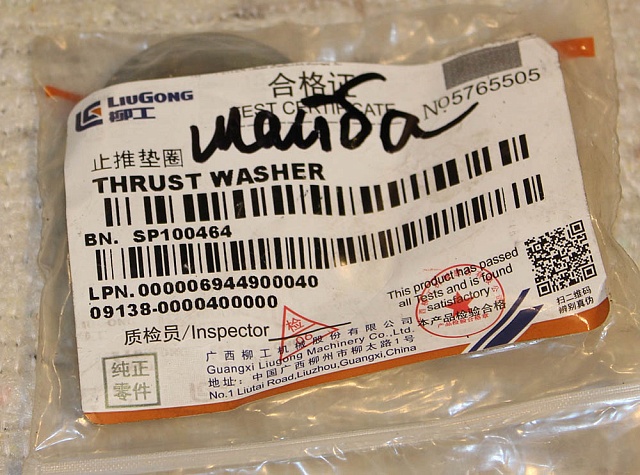 LIUGONG
柳工
合格证
TEST CERTIFICATE
№5765505
шайба
止推垫圈
THRUST WASHER
BN. SP100464
LPN.000006944900040
09138-0000400000
This product has passed
all Tests and is found
satisfactory
本产品检验合格
扫二维码
辨别真伪
质检员/Inspector
检
QC
纯正
零件
广西柳工机械股份有限公司
Guangxi Liugong Machinery Co.,Ltd.
地址：中国广西柳州市柳太路1号
No.1 Liutai Road,Liuzhou,Guangxi,China